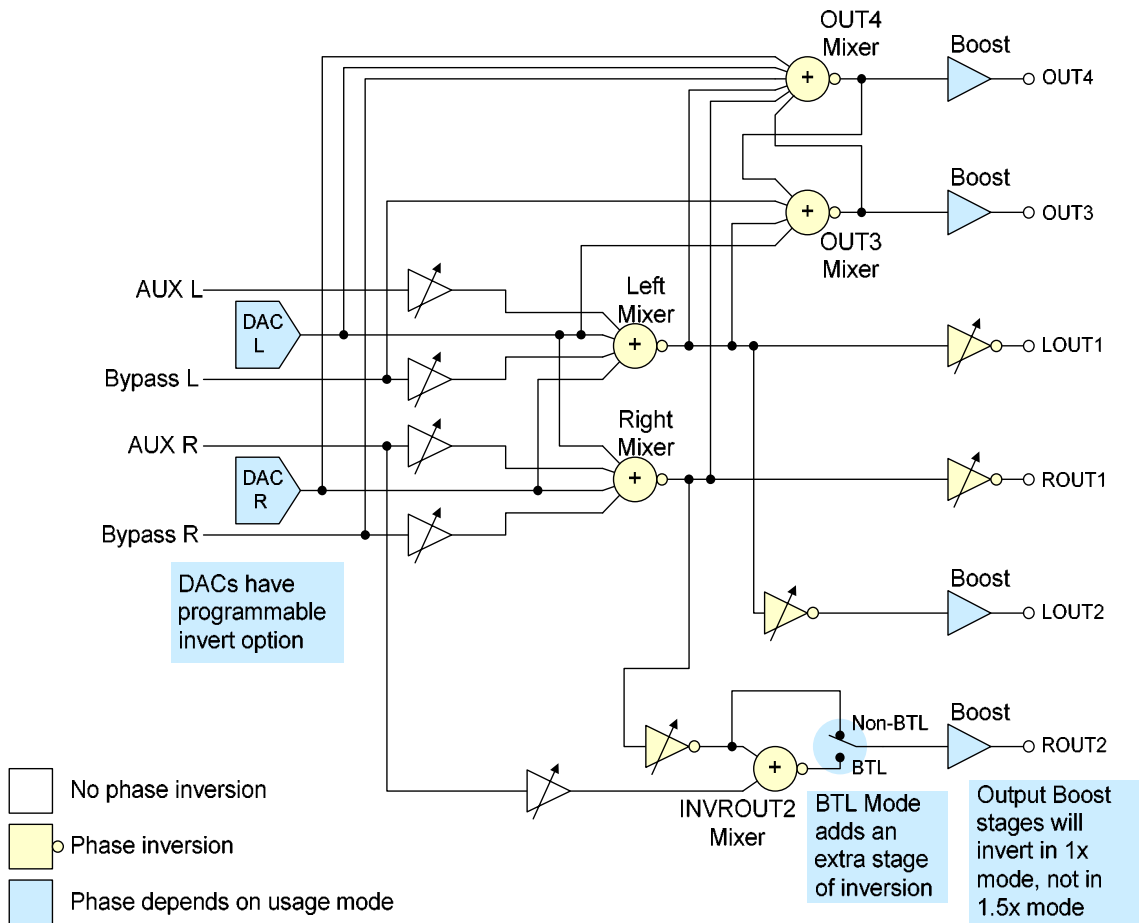 OUT4
Mixer
Boost
+
OUT4
Boost
+
OUT3
OUT3
Mixer
AUX L
DAC
L
Left
Mixer
+
LOUT1
Bypass L
AUX R
Right
Mixer
DAC
R
+
ROUT1
Bypass R
DACs have
programmable
invert option
Boost
LOUT2
Non-BTL
Boost
ROUT2
+
BTL
INVROUT2
Mixer
BTL Mode
adds an
extra stage
of inversion
Output Boost
stages will
invert in 1x
mode, not in
1.5x mode
No phase inversion
Phase inversion
Phase depends on usage mode